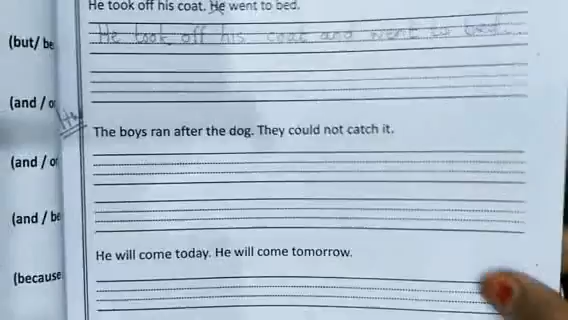 He took off his coat. He went to bed.
He took off his coat and went to bed.
(but/ be
(and / o
The boys ran after the dog. They could not catch it.
(and / or
(and / be
He will come today. He will come tomorrow.
(because